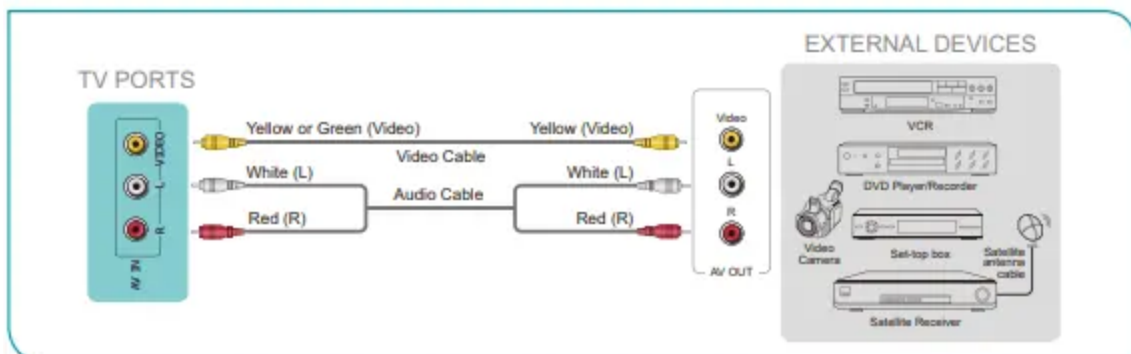 EXTERNAL DEVICES
TV PORTS
VIDEO
L
R
AV IN
Yellow or Green (Video)
Yellow (Video)
Video Cable
White (L)
White (L)
Audio Cable
Red (R)
Red (R)
Video
L
R
AV OUT
VCR
DVD Player/Recorder
Video
Camera
Set-top box
Satellite
antenna
cable
Satellite Receiver